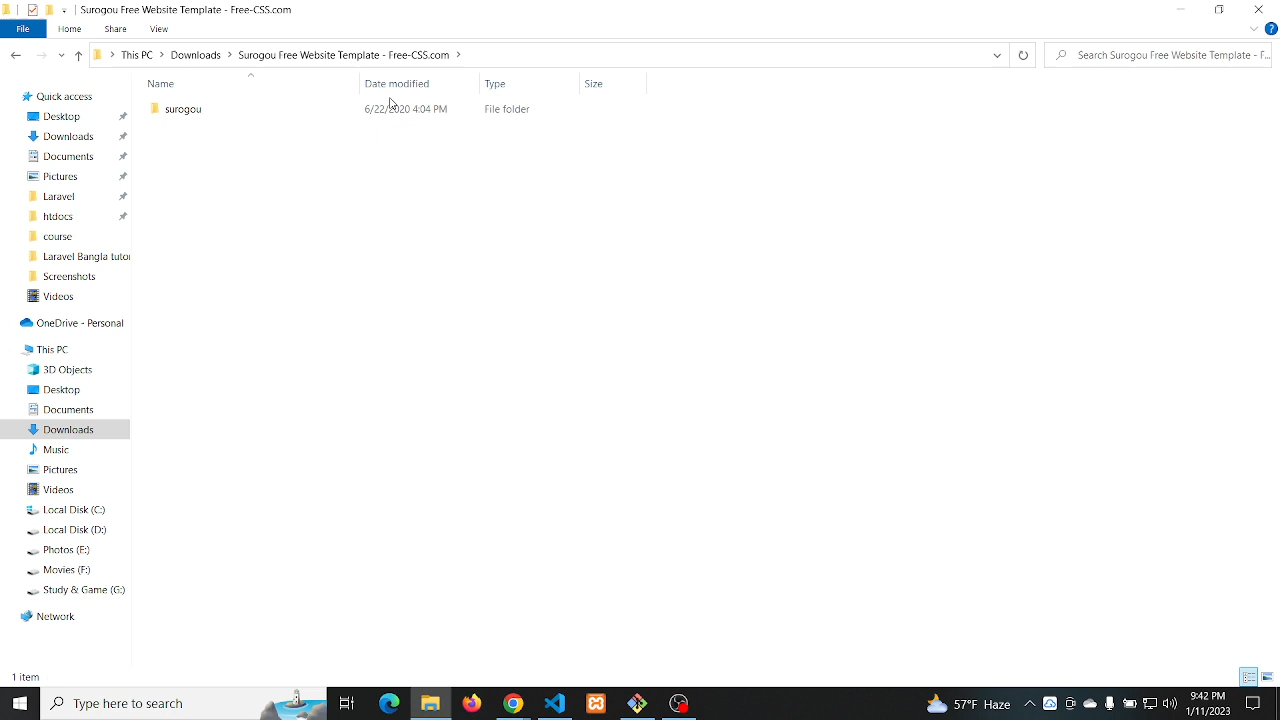 Surogou Free Website Template - Free-CSS.com
File Home Share View
This PC Downloads Surogou Free Website Template - Free-CSS.com
Search Surogou Free Website Template - F...
Name Date modified Type Size
surogou 6/22/2020 4:04 PM File folder
Quick access
Desktop
Downloads
Documents
Pictures
Laravel
htdocs
course
Laravel Bangla tutor
Screenshots
Videos
OneDrive - Personal
This PC
3D Objects
Desktop
Documents
Downloads
Music
Pictures
Videos
Local Disk (C:)
Local Disk (D:)
Photos (E:)
Movies (F:)
Study & Game (G:)
Network
1 item
Type here to search
57°F Haze
9:42 PM
1/11/2023